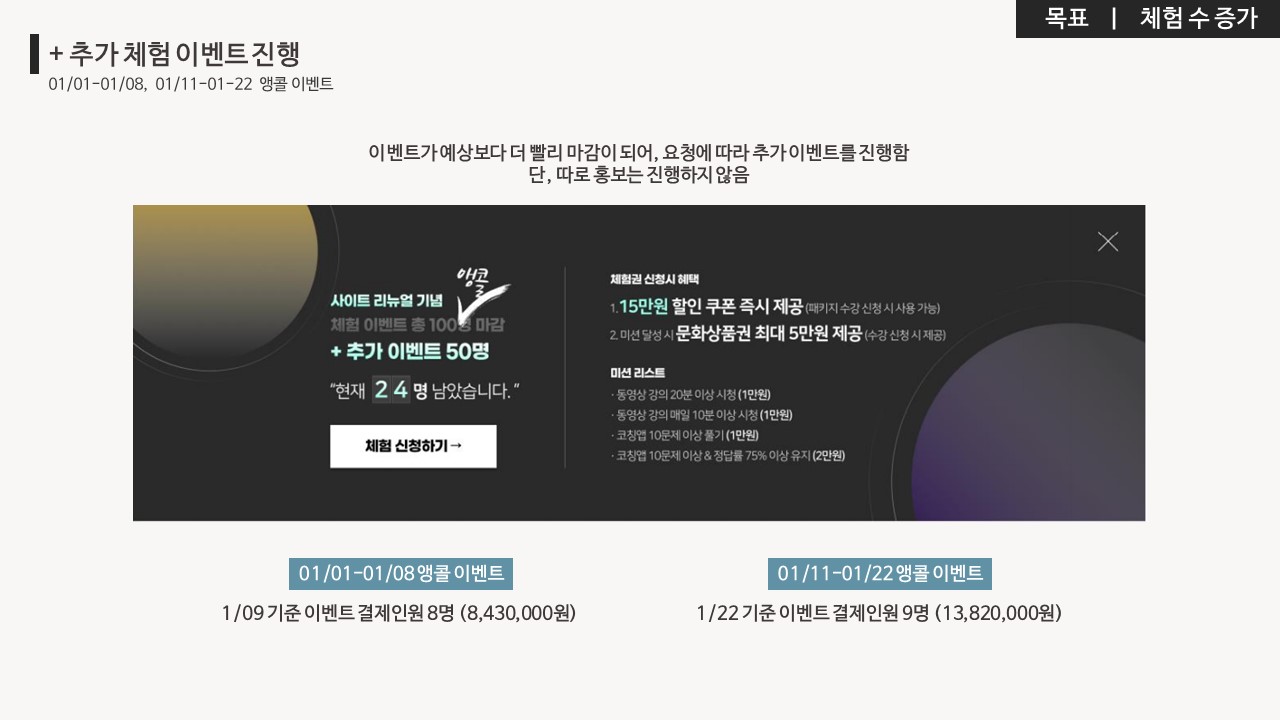 목표 | 체험 수 증가
+ 추가 체험 이벤트 진행
01/01-01/08, 01/11-01-22 앵콜 이벤트
이벤트가 예상보다 더 빨리 마감이 되어, 요청에 따라 추가 이벤트를 진행함
단, 따로 홍보는 진행하지 않음
앵콜
사이트 리뉴얼 기념
체험 이벤트 총 100명 마감
+ 추가 이벤트 50명
“현재 24명 남았습니다.“
체험 신청하기→
체험권 신청시 혜택
1.15만원 할인 쿠폰 즉시 제공 (패키지 수강 신청 시 사용 가능)
2. 미션 달성 시 문화상품권 최대 5만원 제공 (수강 신청 시 제공)
미션 리스트
· 동영상 강의 20분 이상 시청 (1만원)
· 동영상 강의 매일 10분 이상 시청 (1만원)
· 코칭앱 10문제 이상 풀기 (1만원)
· 코칭앱 10문제 이상 & 정답률 75% 이상 유지 (2만원)
01/01-01/08 앵콜 이벤트
1/09 기준 이벤트 결제인원 8명 (8,430,000원)
01/11-01/22 앵콜 이벤트
1/22 기준 이벤트 결제인원 9명 (13,820,000원)